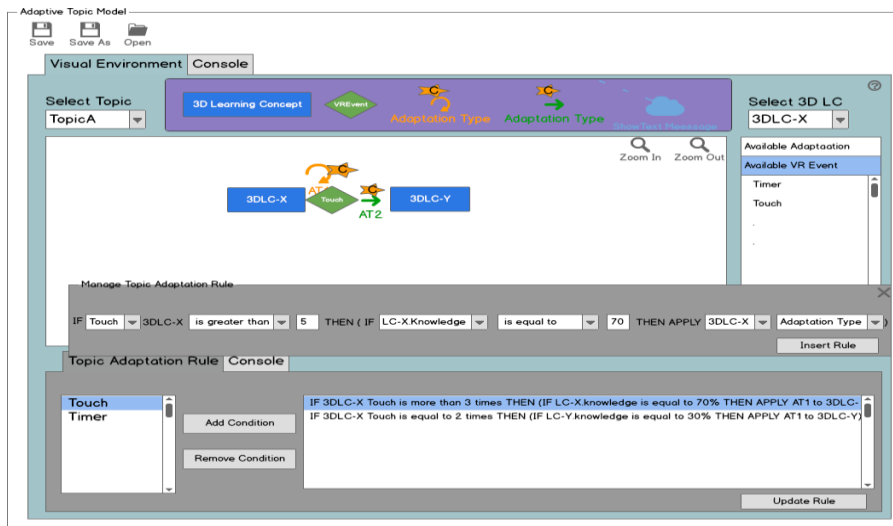 Adaptive Topic Model
Save Save As Open
Visual Environment Console
Select Topic
TopicA
3D Learning Concept
VREvent
C
Adaptation Type
C
Adaptation Type
ShowText Message
Select 3D LC
3DLC-X
Zoom In Zoom Out
C
AT
3DLC-X
Touch
C
AT2
3DLC-Y
Available Adaptaation
Available VR Event
Timer
Touch
.
.
Manage Topic Adaptation Rule
IF Touch 3DLC-X is greater than 5 THEN ( IF LC-X.Knowledge is equal to 70 THEN APPLY 3DLC-X Adaptation Type )
Insert Rule
Topic Adaptation Rule Console
Touch
Timer
Add Condition
Remove Condition
IF 3DLC-X Touch is more than 3 times THEN (IF LC-X.knowledge is equal to 70% THEN APPLY AT1 to 3DLC-
IF 3DLC-X Touch is equal to 2 times THEN (IF LC-Y.knowledge is equal to 30% THEN APPLY AT1 to 3DLC-Y)
Update Rule